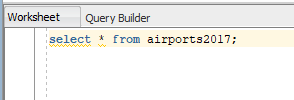 Worksheet Query Builder
select * from airports2017;